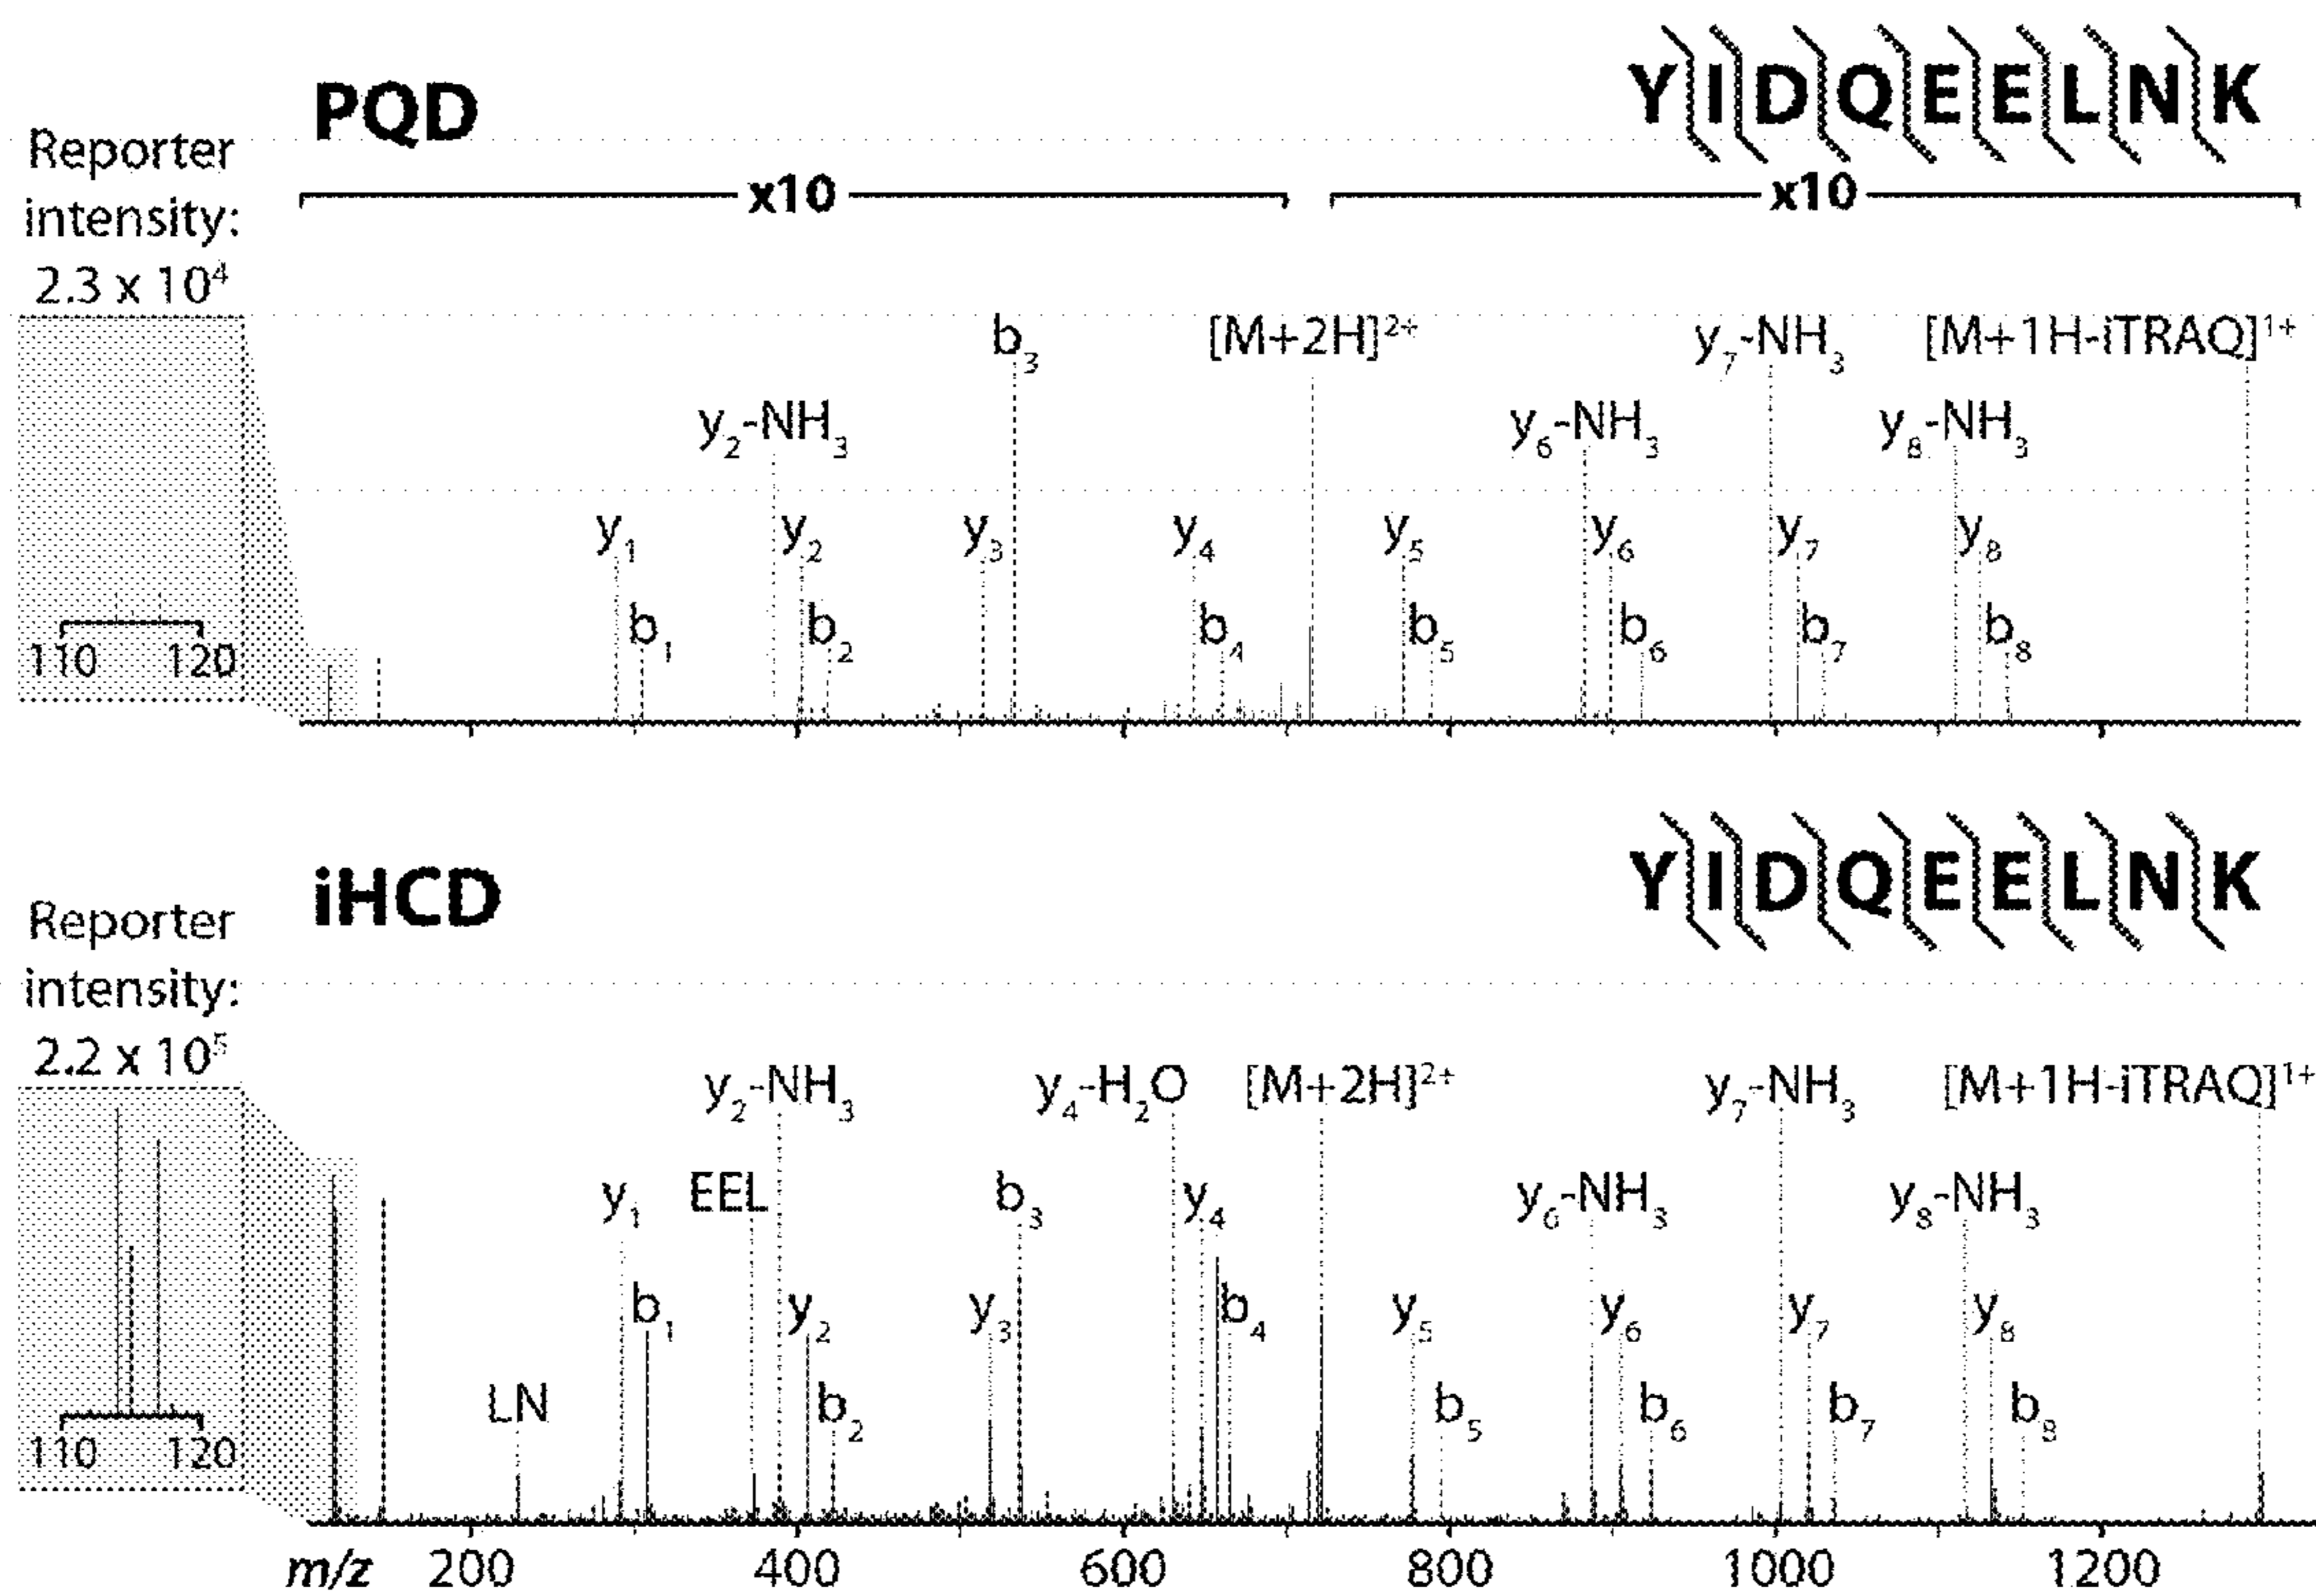 PQD
YIDQEELNK
Reporter
intensity:
2.3 x 10⁴
x10
x10
b₃
[M+2H]²⁺
y₇-NH₃
[M+1H-iTRAQ]¹⁺
y₂-NH₃
y₆-NH₃
y₈-NH₃
y₁
y₂
y₃
y₄
y₅
y₆
y₇
y₈
b₁
b₂
b₄
b₅
b₆
b₇
b₈
110
120
iHCD
YIDQEELNK
Reporter
intensity:
2.2 x 10⁵
y₂-NH₃
y₄-H₂O
[M+2H]²⁺
y₇-NH₃
[M+1H-iTRAQ]¹⁺
y₁
EEL
b₃
y₄
y₆-NH₃
y₈-NH₃
b₁
y₂
y₃
b₄
y₅
y₆
y₇
y₈
LN
b₂
b₅
b₆
b₇
b₈
110
120
m/z
200
400
600
800
1000
1200